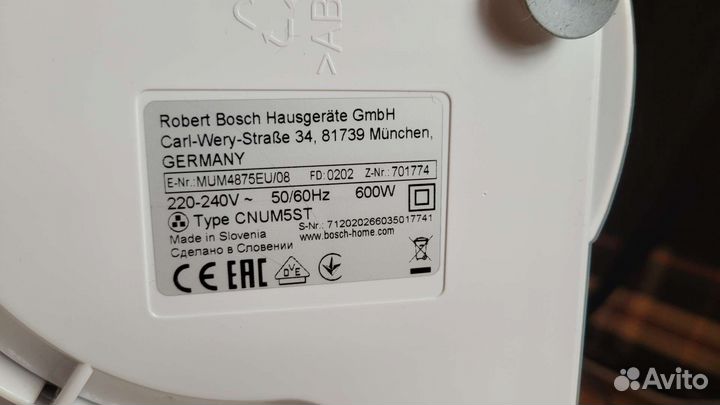 >AB
Robert Bosch Hausgeräte GmbH
Carl-Wery-Straße 34, 81739 München,
GERMANY
E-Nr.: MUM4875EU/08 FD: 0202 Z-Nr.: 701774
220-240V ~ 50/60Hz 600W
Type CNUM5ST S-Nr.: 712020266035017741
Made in Slovenia www.bosch-home.com
Сделано в Словении
CE EAC DVE
Avito